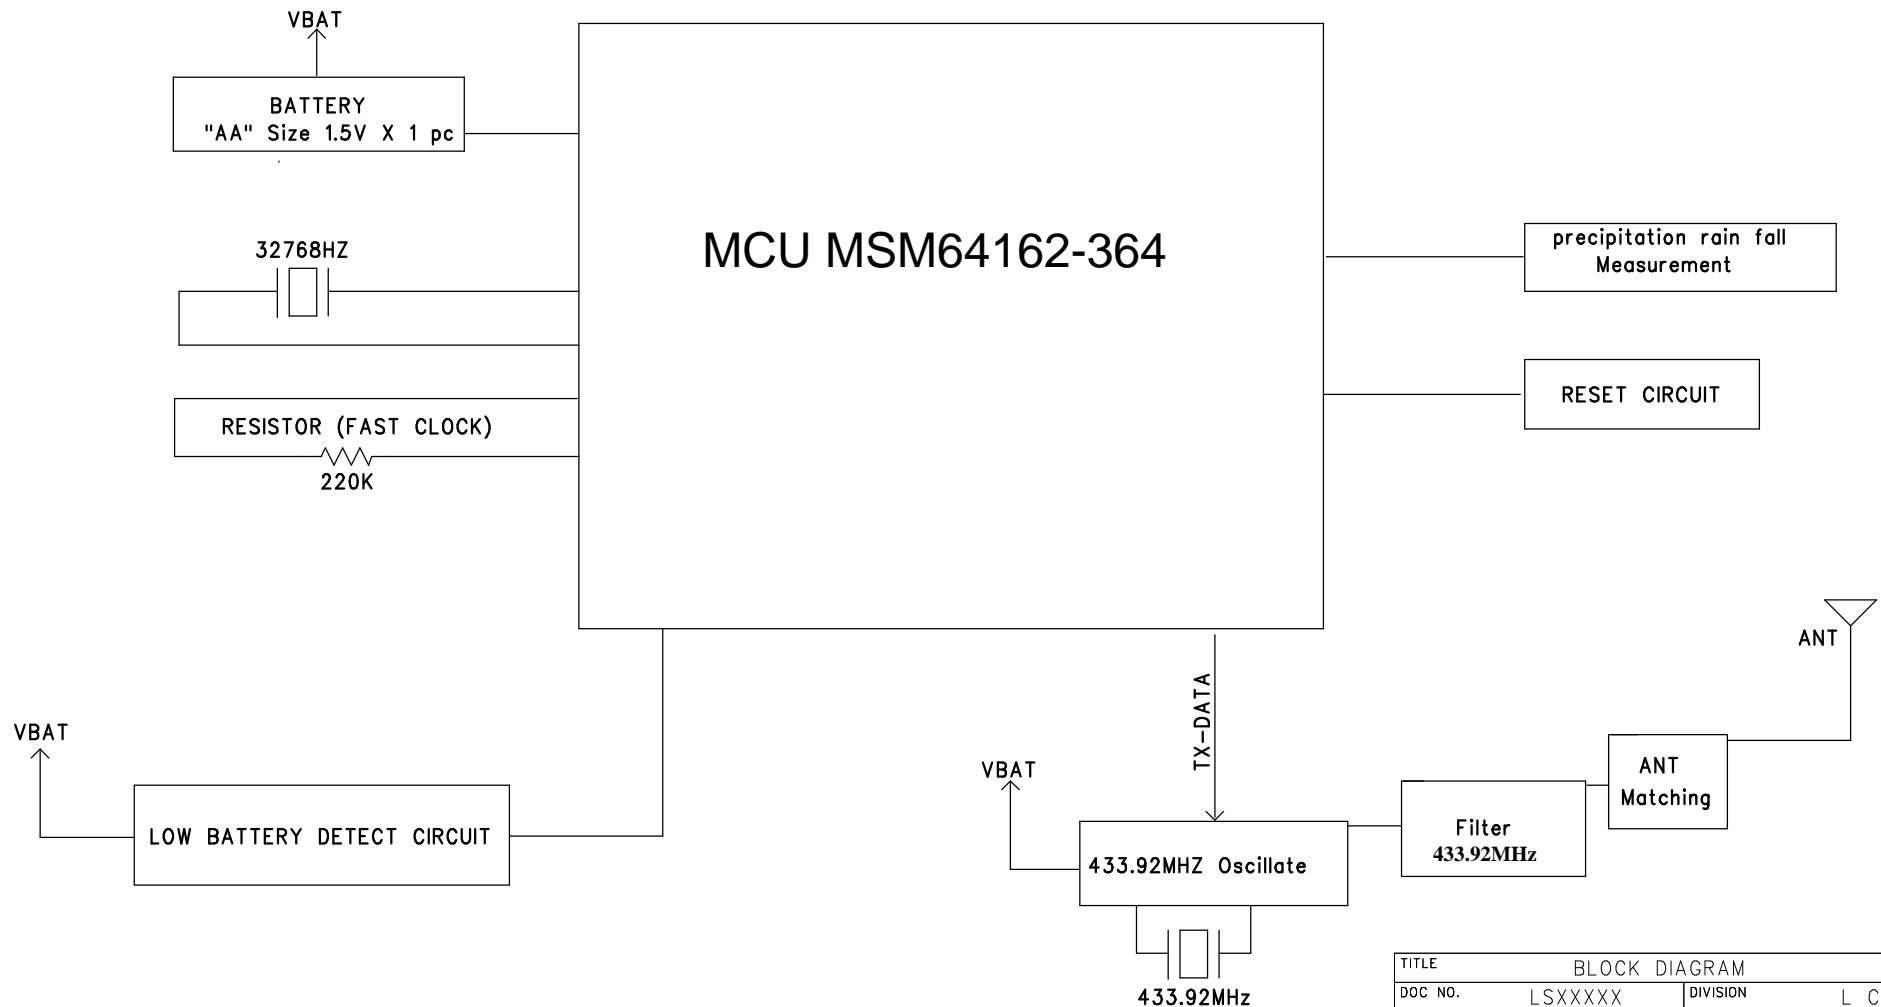 VBAT
BATTERY
"AA" Size 1.5V X 1 pc
32768HZ
MCU MSM64162-364
precipitation rain fall
Measurement
RESET CIRCUIT
RESISTOR (FAST CLOCK)
220K
ANT
VBAT
LOW BATTERY DETECT CIRCUIT
TX-DATA
VBAT
433.92MHZ Oscillate
433.92MHz
Filter
433.92MHz
ANT
Matching
TITLE BLOCK DIAGRAM
DOC NO. LSXXXXX DIVISION L C